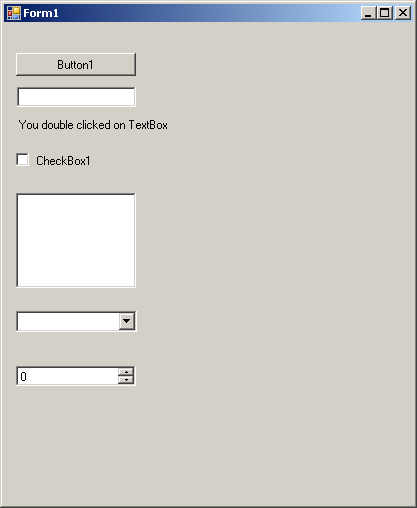 Form1
Button1
You double clicked on TextBox
CheckBox1
0